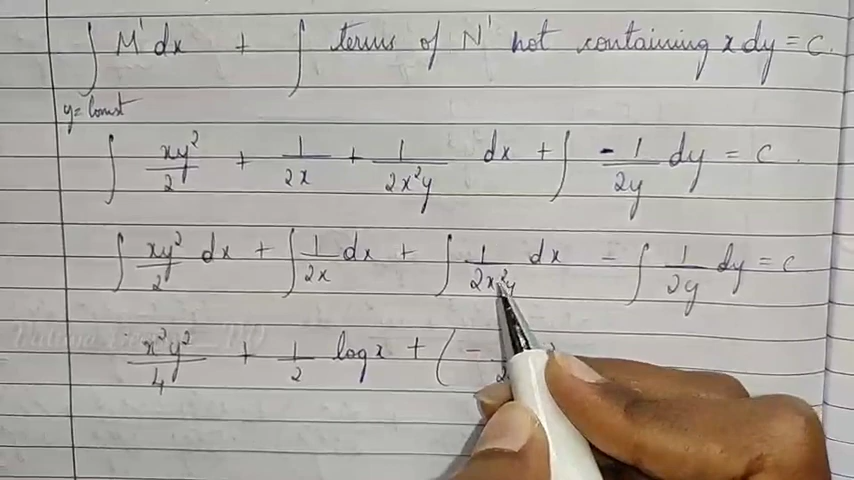 ∫ M' dx + ∫ terms of N' not containing x dy = c.
y = const
∫ xy²/2 + 1/2x + 1/2x²y dx + ∫ -1/2y dy = c.
∫ xy²/2 dx + ∫ 1/2x dx + ∫ 1/2x²y dx - ∫ 1/2y dy = c
x²y²/4 + 1/2 log x + ( -